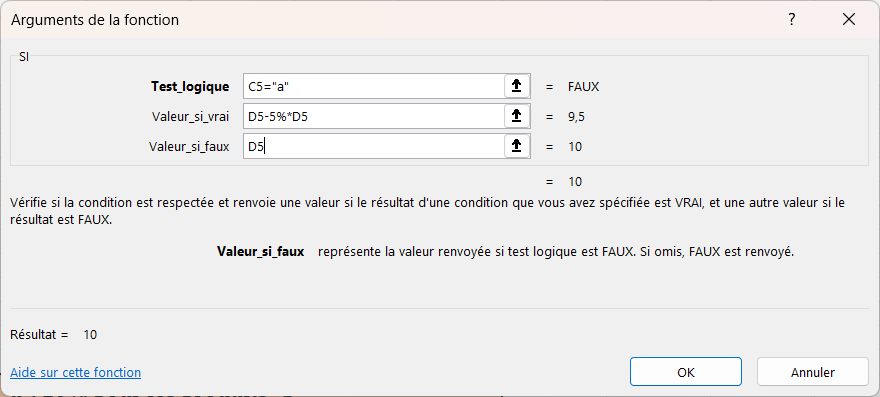 Arguments de la fonction
?
SI
Test_logique C5="a" = FAUX
Valeur_si_vrai D5-5%*D5 = 9,5
Valeur_si_faux D5 = 10
= 10
Vérifie si la condition est respectée et renvoie une valeur si le résultat d'une condition que vous avez spécifiée est VRAI, et une autre valeur si le
résultat est FAUX.
Valeur_si_faux représente la valeur renvoyée si test logique est FAUX. Si omis, FAUX est renvoyé.
Résultat = 10
Aide sur cette fonction
OK
Annuler